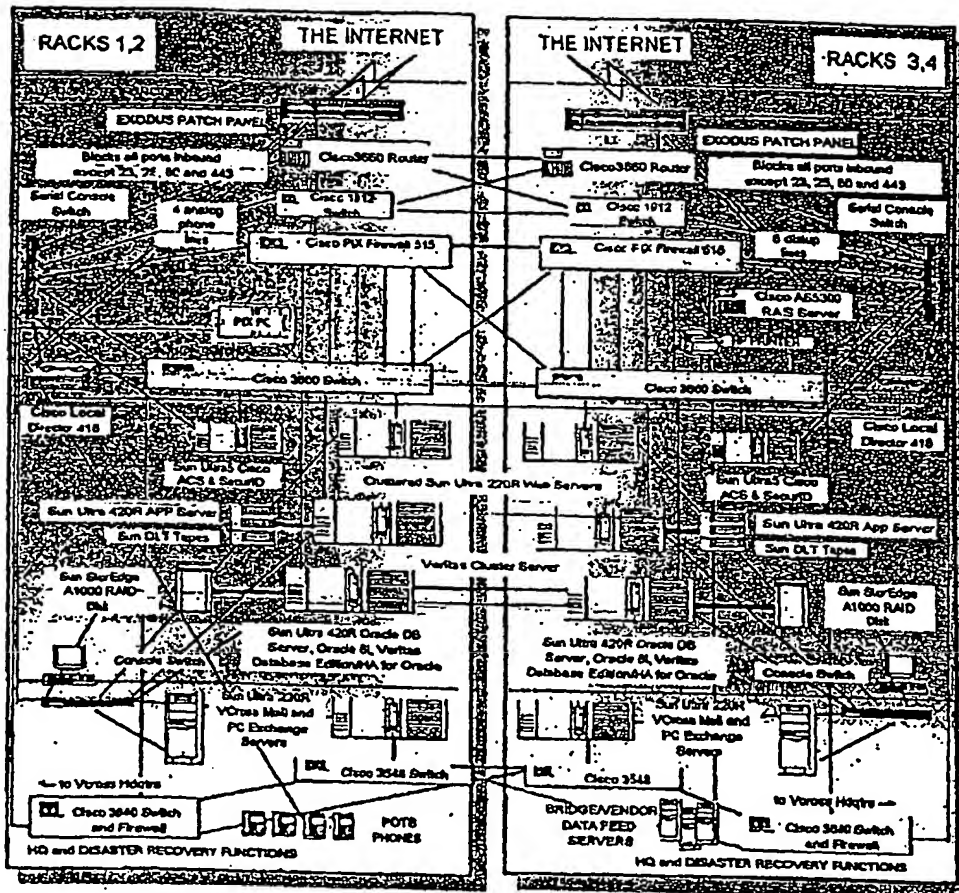 RACKS 1,2
THE INTERNET
EXODUS PATCH PANEL
Blocks all ports inbound
except 23, 25, 80 and 443
Cisco3660 Router
Serial Console
Switch
4 analog
phone
lines
Cisco 1912
Switch
Cisco PIX Firewall 515
PIX PC
Cisco 3500 Switch
Cisco Local
Director 416
Sun Ultra5 Cisco
ACS & SecurID
Sun Ultra 420R APP Server
Sun DLT Tapes
Sun StorEdge
A1000 RAID
Disk
Console Switch
Sun Ultra 420R Oracle DB
Server, Oracle 8i, Veritas
Database Edition/HA for Oracle
Sun Ultra 220R
VCross Mail and
PC Exchange
Servers
Cisco 3548 Switch
to Vcross Hdqtrs
Cisco 3640 Switch
and Firewall
POTS
PHONES
HQ and DISASTER RECOVERY FUNCTIONS
Clustered Sun Ultra 220R Web Servers
Veritas Cluster Server
THE INTERNET
RACKS 3,4
EXODUS PATCH PANEL
Cisco3660 Router
Blocks all ports inbound
except 23, 25, 80 and 443
Cisco 1912
Switch
Serial Console
Switch
Cisco PIX Firewall 515
6 dialup
lines
Cisco AS5300
RAS Server
HP PRINTER
Cisco 3500 Switch
Cisco Local
Director 416
Sun Ultra5 Cisco
ACS & SecurID
Sun Ultra 420R App Server
Sun DLT Tapes
Sun StorEdge
A1000 RAID
Disk
Sun Ultra 420R Oracle DB
Server, Oracle 8i, Veritas
Database Edition/HA for Oracle
Console Switch
Sun Ultra 220R
VCross Mail and
PC Exchange
Servers
Cisco 3548
to Vcross Hdqtrs
BRIDGE/VENDOR
DATA FEED
SERVERS
Cisco 3640 Switch
and Firewall
HQ and DISASTER RECOVERY FUNCTIONS